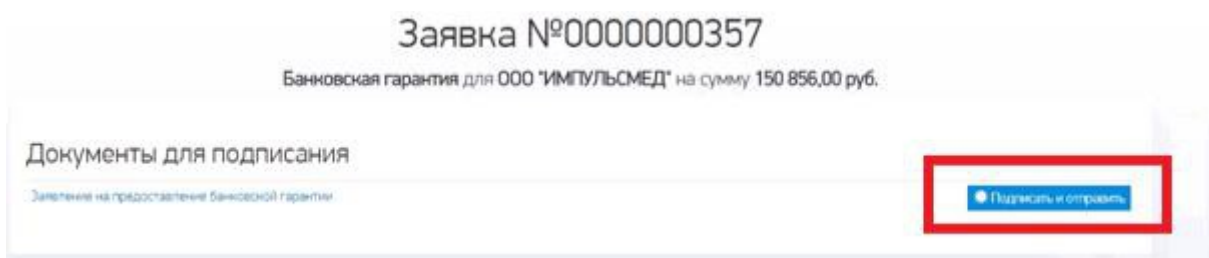 Заявка №0000000357
Банковская гарантия для ООО "ИМПУЛЬСМЕД" на сумму 150 856,00 руб.
Документы для подписания
Заявление на предоставление банковской гарантии
Подписать и отправить